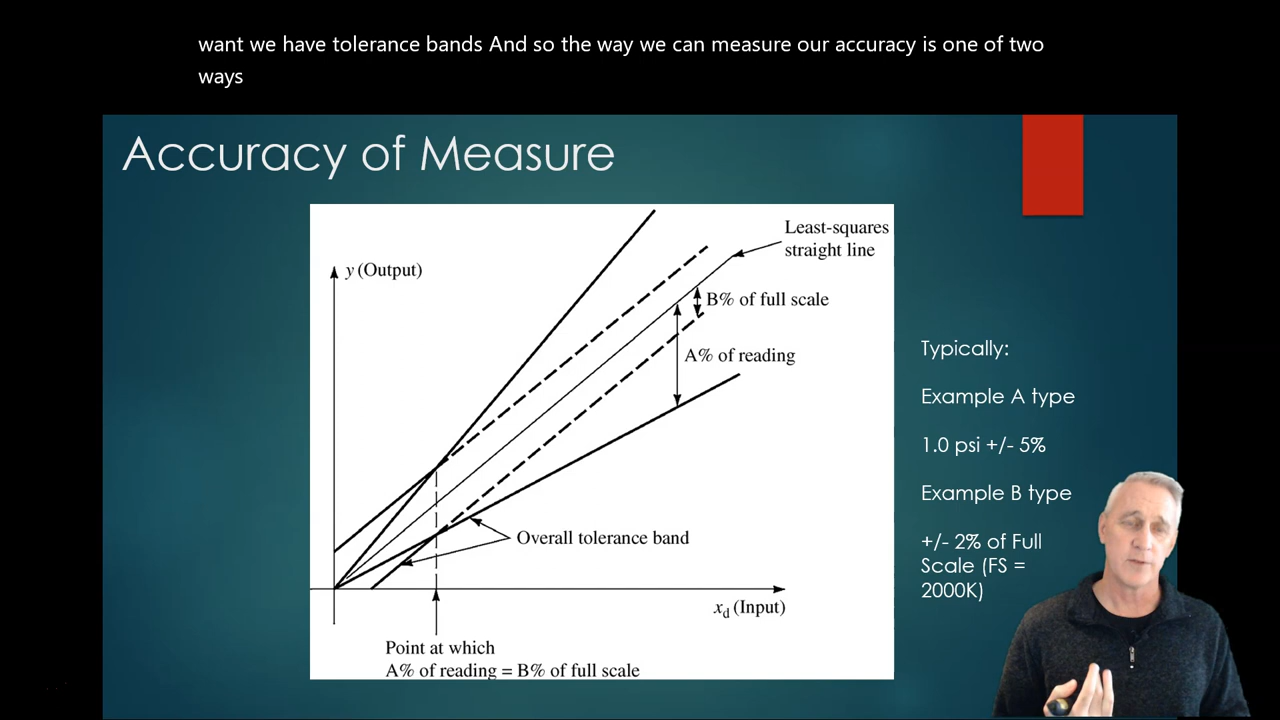 want we have tolerance bands And so the way we can measure our accuracy is one of two
ways
Accuracy of Measure
Least-squares
straight line
y (Output)
B% of full scale
A% of reading
Overall tolerance band
xd (Input)
Point at which
A% of reading = B% of full scale
Typically:
Example A type
1.0 psi +/- 5%
Example B type
+/- 2% of Full
Scale (FS =
2000K)